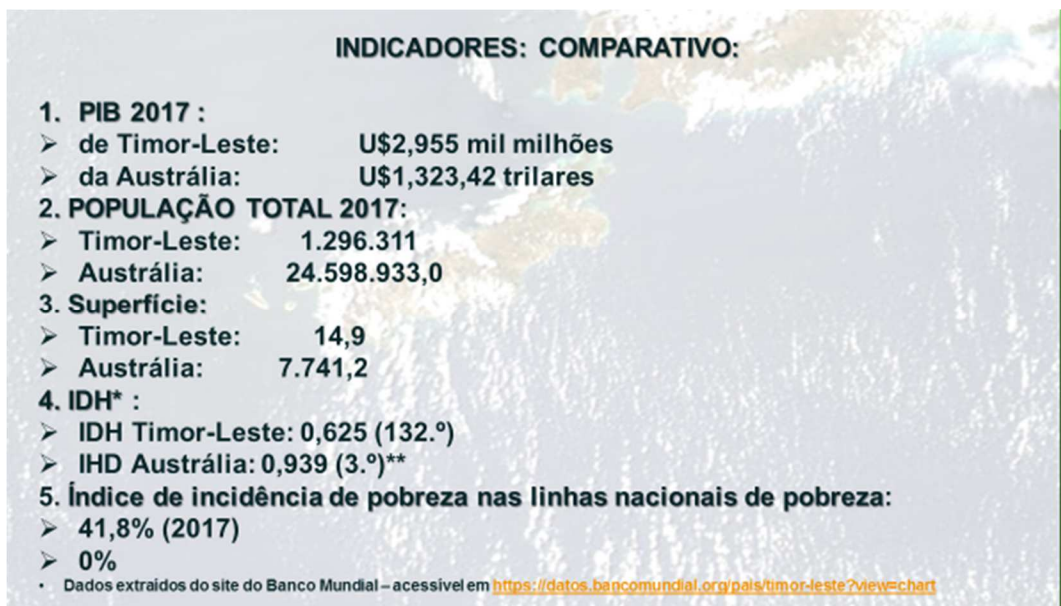 INDICADORES: COMPARATIVO:
1. PIB 2017 :
➢ de Timor-Leste: U$2,955 mil milhões
➢ da Austrália: U$1,323,42 trilares
2. POPULAÇÃO TOTAL 2017:
➢ Timor-Leste: 1.296.311
➢ Austrália: 24.598.933,0
3. Superfície:
➢ Timor-Leste: 14,9
➢ Austrália: 7.741,2
4. IDH* :
➢ IDH Timor-Leste: 0,625 (132.º)
➢ IHD Austrália: 0,939 (3.º)**
5. Índice de incidência de pobreza nas linhas nacionais de pobreza:
➢ 41,8% (2017)
➢ 0%
• Dados extraídos do site do Banco Mundial – acessível em https://datos.bancomundial.org/pais/timor-leste?view=chart